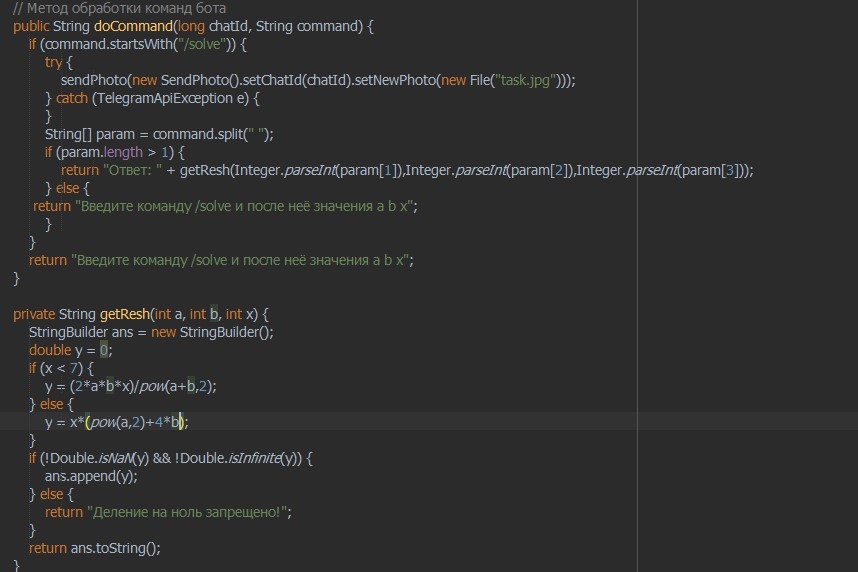 // Метод обработки команд бота
public String doCommand(long chatId, String command) {
if (command.startsWith("/solve")) {
try {
sendPhoto(new SendPhoto().setChatId(chatId).setNewPhoto(new File("task.jpg")));
} catch (TelegramApiException e) {
}
String[] param = command.split(" ");
if (param.length > 1) {
return "Ответ: " + getResh(Integer.parseInt(param[1]),Integer.parseInt(param[2]),Integer.parseInt(param[3]));
} else {
return "Введите команду /solve и после неё значения a b x";
}
}
return "Введите команду /solve и после неё значения a b x";
}
private String getResh(int a, int b, int x) {
StringBuilder ans = new StringBuilder();
double y = 0;
if (x < 7) {
y = (2*a*b*x)/pow(a+b,2);
} else {
y = x*(pow(a,2)+4*b);
}
if (!Double.isNaN(y) && !Double.isInfinite(y)) {
ans.append(y);
} else {
return "Деление на ноль запрещено!";
}
return ans.toString();
}